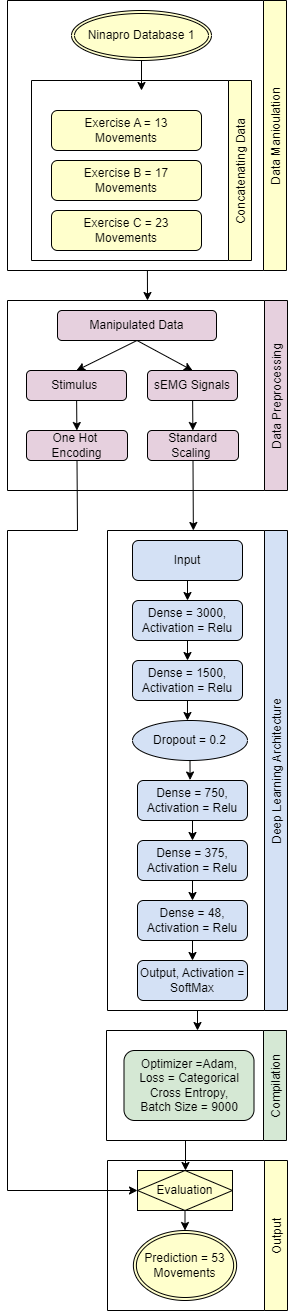 Ninapro Database 1
Exercise A = 13
Movements
Exercise B = 17
Movements
Exercise C = 23
Movements
Concatenating Data
Data Manioulation
Manipulated Data
Stimulus
sEMG Signals
One Hot
Encoding
Standard
Scaling
Data Preprocessing
Input
Dense = 3000,
Activation = Relu
Dense = 1500,
Activation = Relu
Dropout = 0.2
Dense = 750,
Activation = Relu
Dense = 375,
Activation = Relu
Dense = 48,
Activation = Relu
Output, Activation =
SoftMax
Deep Learning Architecture
Optimizer =Adam,
Loss = Categorical
Cross Entropy,
Batch Size = 9000
Compilation
Evaluation
Prediction = 53
Movements
Output